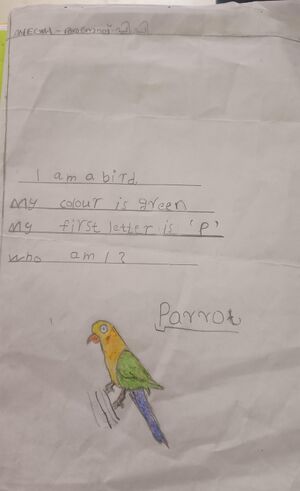 I am a bird
My colour is green
My first letter is 'P'
who am I?
Parrot